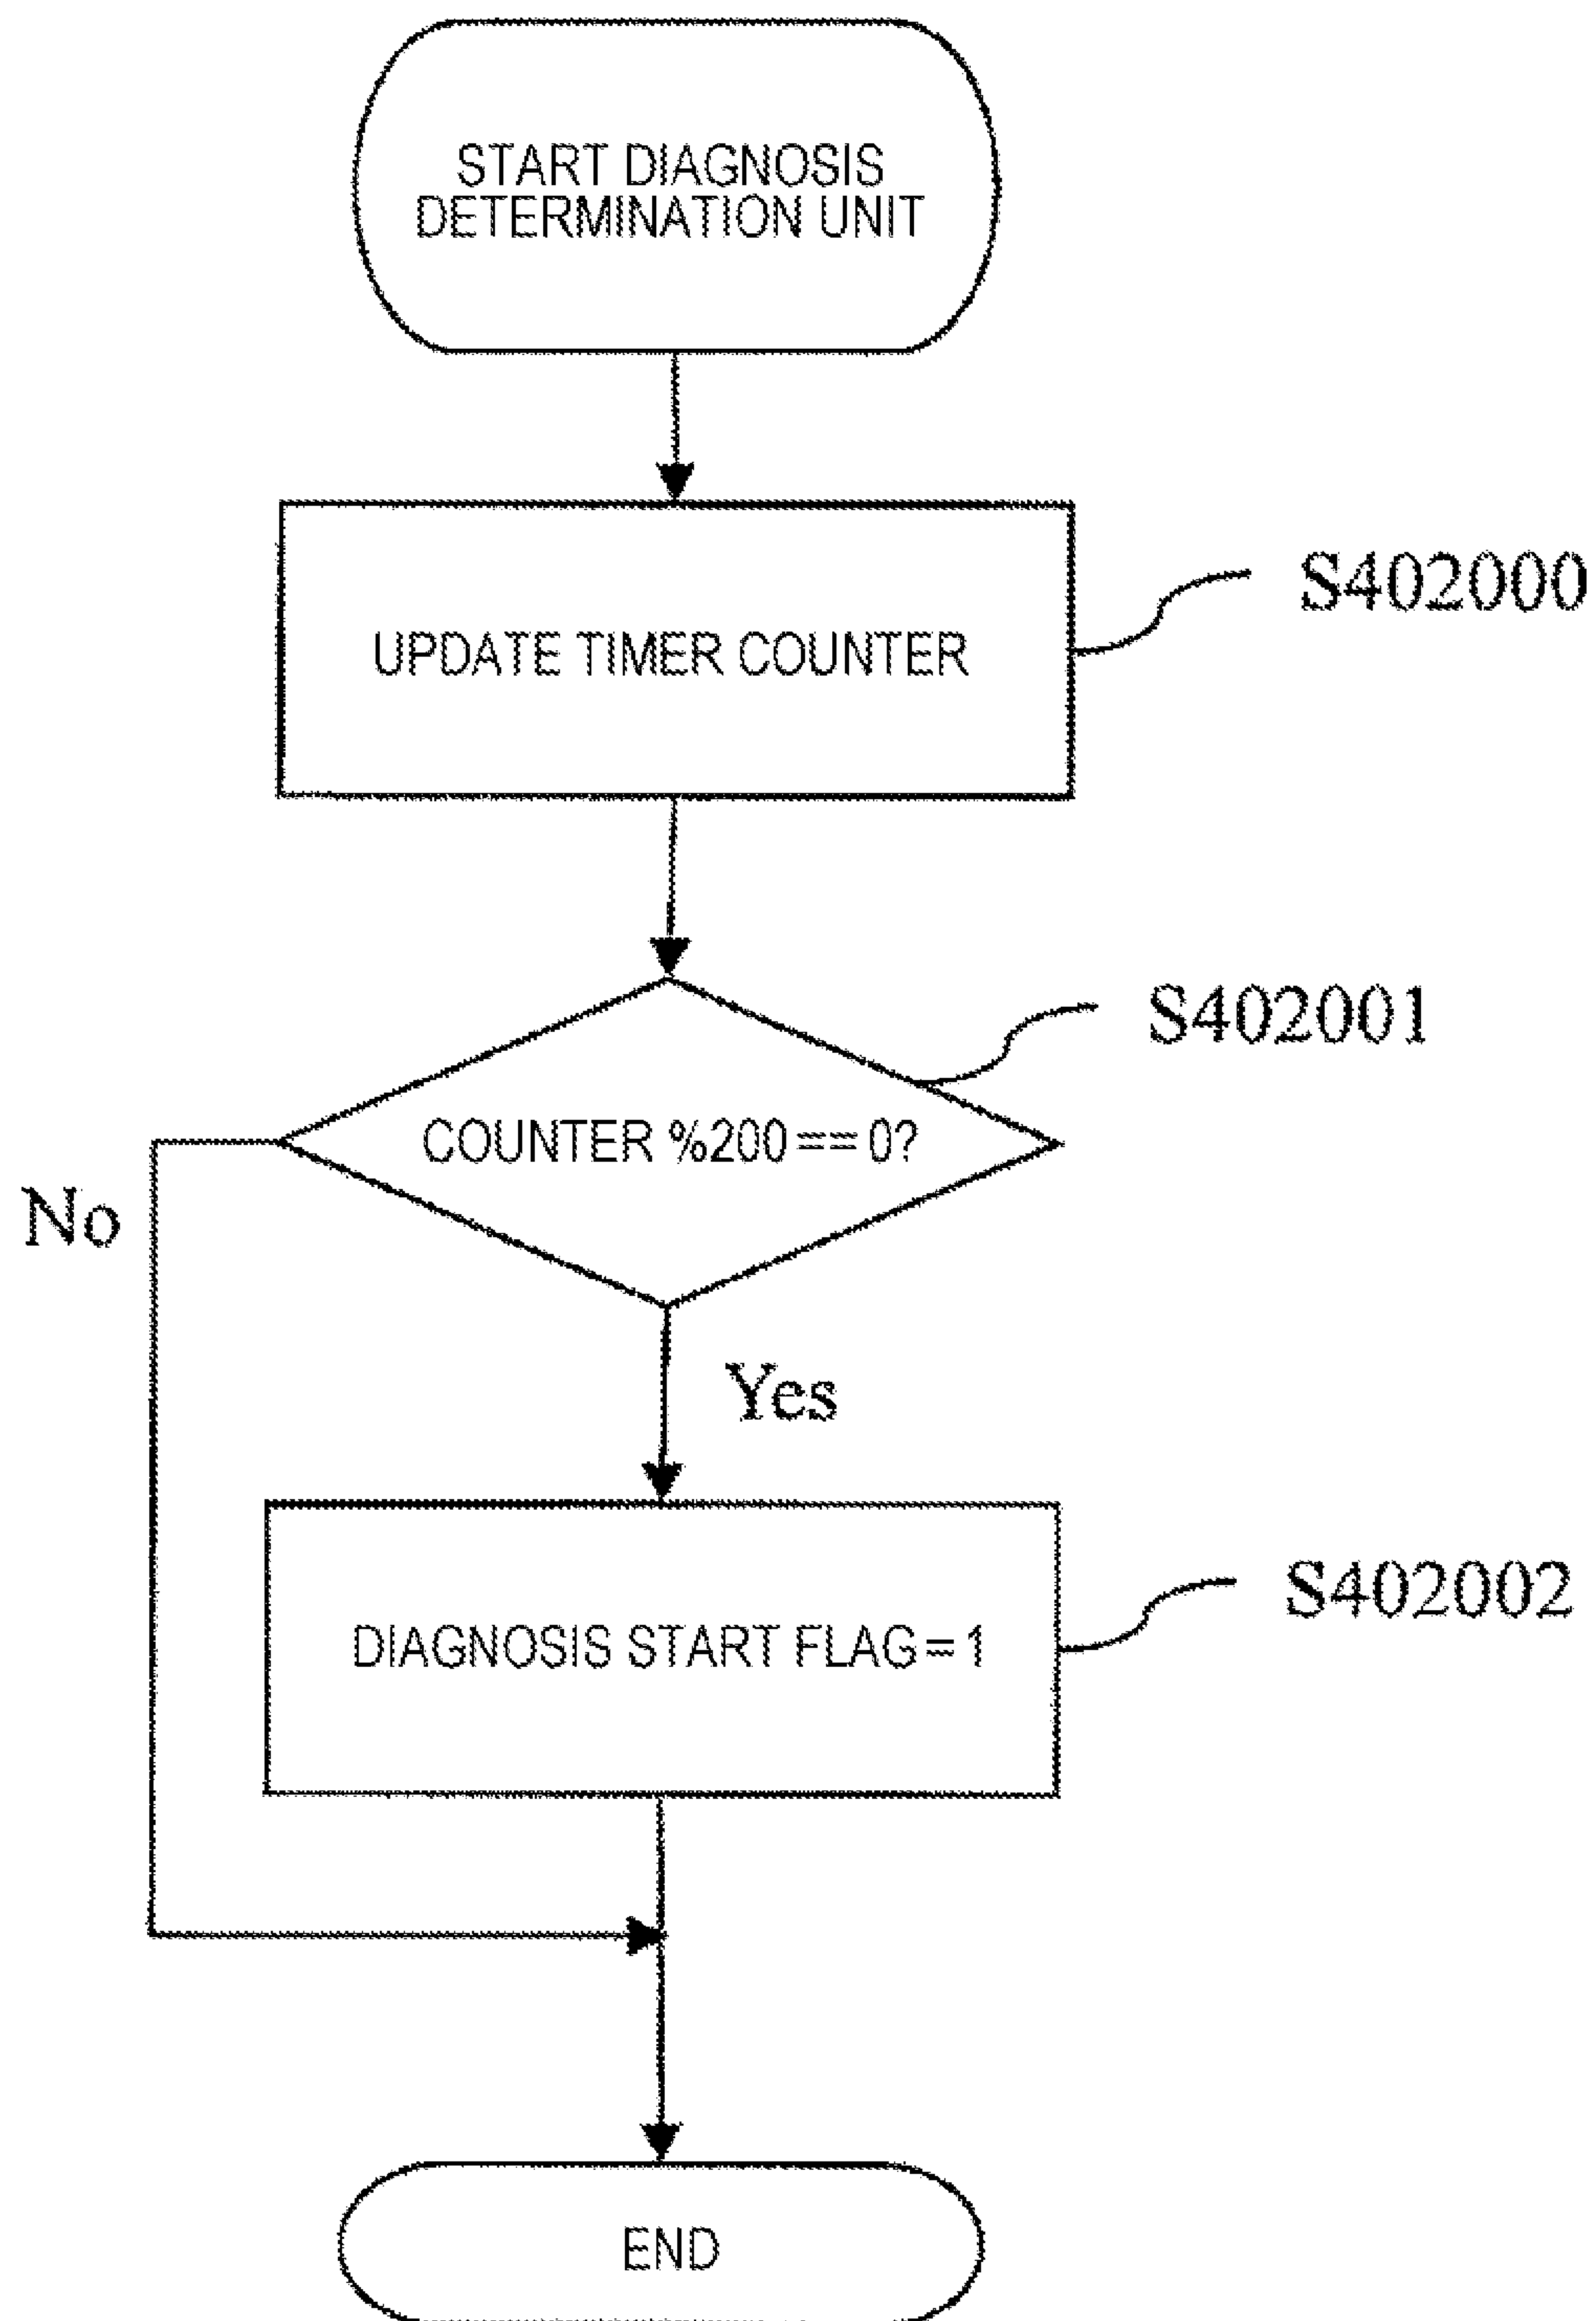 START DIAGNOSIS
DETERMINATION UNIT
S402000
UPDATE TIMER COUNTER
S402001
COUNTER %200 == 0?
No
Yes
S402002
DIAGNOSIS START FLAG = 1
END